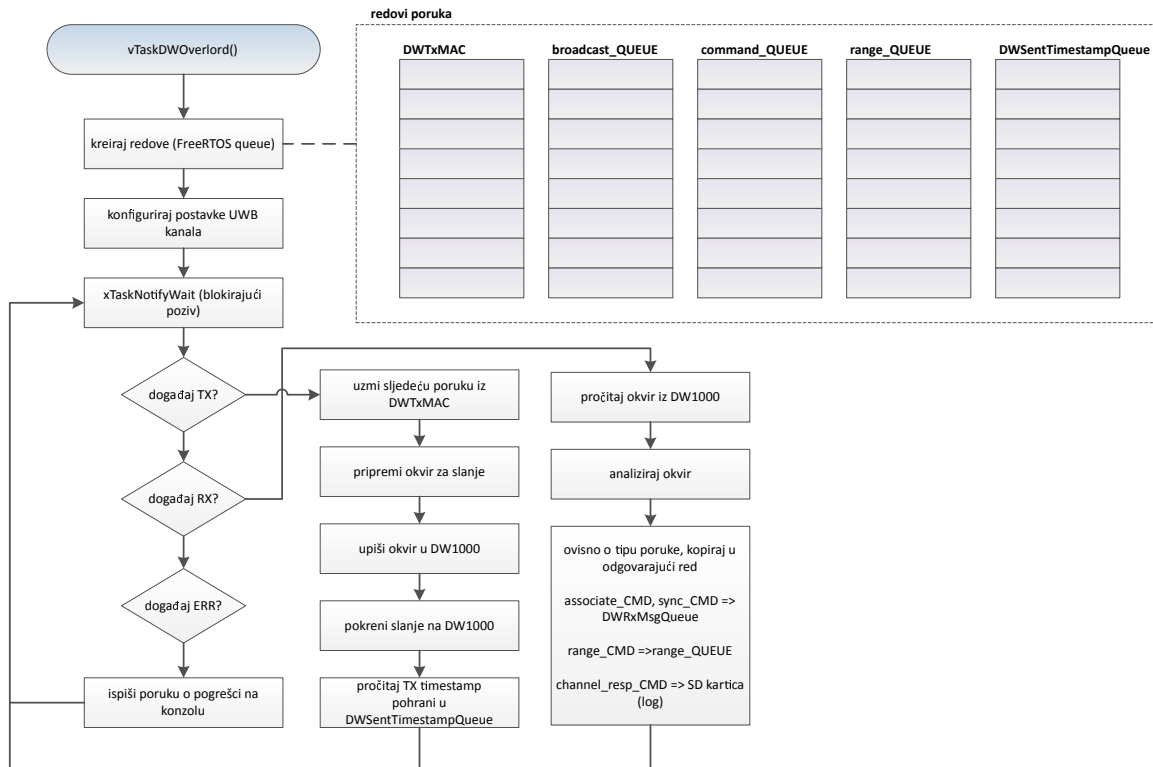 redovi poruka
vTaskDWOverlord()
DWTxMAC
broadcast_QUEUE
command_QUEUE
range_QUEUE
DWSentTimestampQueue
kreiraj redove (FreeRTOS queue)
konfiguriraj postavke UWB
kanala
xTaskNotifyWait (blokirajući
poziv)
događaj TX?
uzmi sljedeću poruku iz
DWTxMAC
pročitaj okvir iz DW1000
pripremi okvir za slanje
analiziraj okvir
događaj RX?
upiši okvir u DW1000
ovisno o tipu poruke, kopiraj u
odgovarajući red
associate_CMD, sync_CMD =>
DWRxMsgQueue
range_CMD =>range_QUEUE
channel_resp_CMD => SD kartica
(log)
događaj ERR?
pokreni slanje na DW1000
ispiši poruku o pogrešci na
konzolu
pročitaj TX timestamp
pohrani u
DWSentTimestampQueue